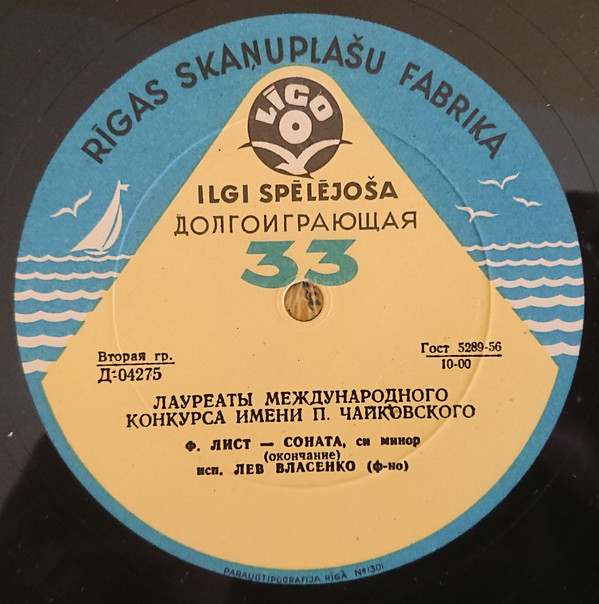 RĪGAS SKAŅUPLAŠU FABRIKA
LĪGO
ILGI SPĒLĒJOŠA
ДОЛГОИГРАЮЩАЯ
33
Вторая гр.
Д-04275
Гост 5289-56
10-00
ЛАУРЕАТЫ МЕЖДУНАРОДНОГО
КОНКУРСА ИМЕНИ П. ЧАЙКОВСКОГО
Ф. ЛИСТ — СОНАТА, си минор
(окончание)
исп. ЛЕВ ВЛАСЕНКО (ф-но)
PARAUGTIPOGRAFIJA RĪGĀ №1301